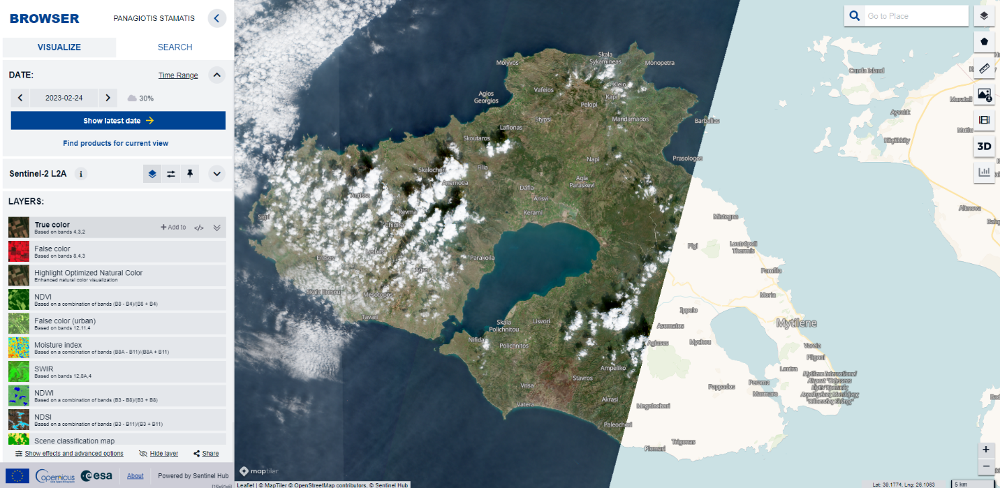 BROWSER
PANAGIOTIS STAMATIS
VISUALIZE
SEARCH
DATE:
Time Range
2023-02-24
30%
Show latest date
Find products for current view
Sentinel-2 L2A
LAYERS:
True color
Based on bands 4,3,2
+ Add to
</>
False color
Based on bands 8,4,3
Highlight Optimized Natural Color
Enhanced natural color visualization
NDVI
Based on a combination of bands (B8 - B4)/(B8 + B4)
False color (urban)
Based on bands 12,11,4
Moisture index
Based on a combination of bands (B8A - B11)/(B8A + B11)
SWIR
Based on bands 12,8A,4
NDWI
Based on a combination of bands (B3 - B8)/(B3 + B8)
NDSI
Based on a combination of bands (B3 - B11)/(B3 + B11)
Scene classification map
Show effects and advanced options
Hide layer
Share
Copernicus
esa
About
Powered by Sentinel Hub
Go to Place
3D
Skala
Sykamineas
Molyvos
Monopetra
Kleio
Vafeios
Agios
Georgios
Kapi
Pelopi
Styps
Mandamados
Lafionas
Skoutaros
Napi
Prasologos
Skalochori
Filia
Anemotia
Agia
Paraskevi
Dafia
Arisvi
Antissa
Revma
Kerami
Sigri
Chidira
Parakoila
Eresos
Agra
Skala Eresou
Mesotopos
Tavari
Skala
Polichnitou
Lisvori
Nifida
Polichnitos
Ampeliko
Stavros
Vrisa
Akrasi
Vatera
Paleochori
Megalochori
Plomari
Trigonas
Cunda Island
Ayvalık
Küçükköy
Altınova
Mistegna
Pigi
Loutropoli
Thermis
Pamfila
Moria
Ippeio
Mytilene
Asomatos
Agiasos
Mychou
Vareia
Pligoni
Loutra
Mytilene International
Airport "Odysseas
Pappados
Perama
maptiler
Leaflet | © MapTiler © OpenStreetMap contributors, © Sentinel Hub
Lat: 39.1774, Lng: 26.1063
5 km